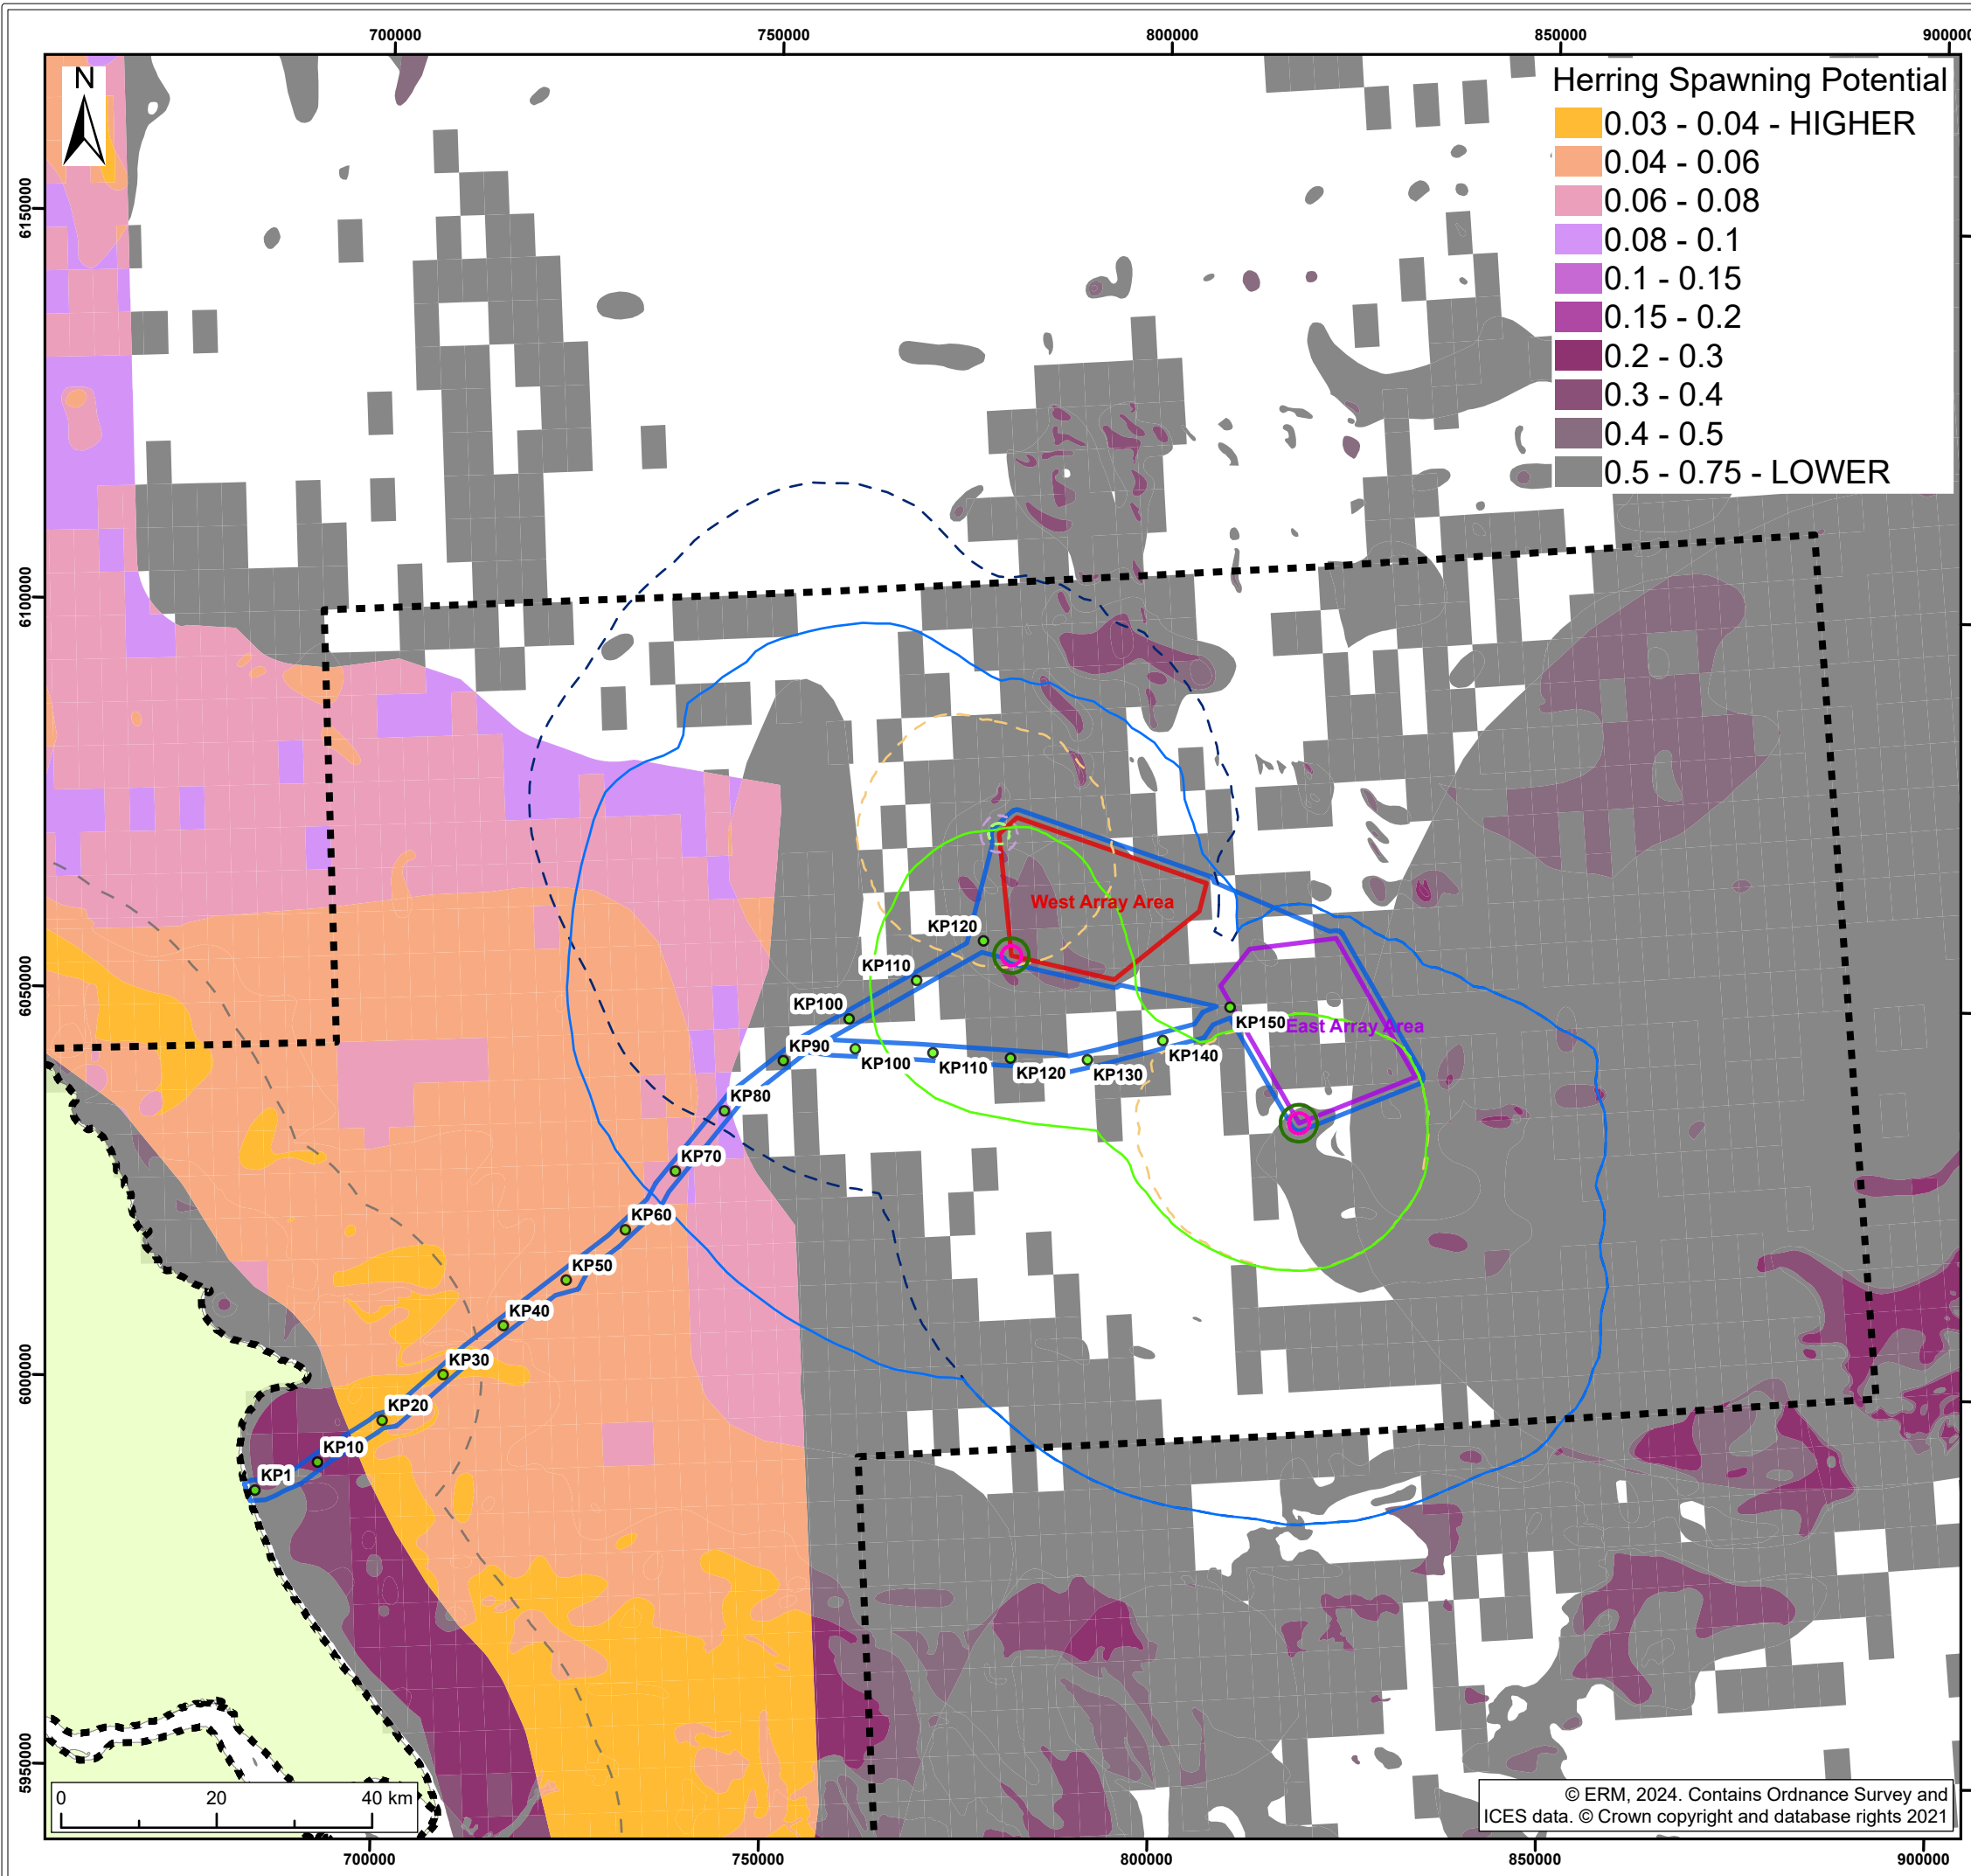 700000 750000 800000 850000 900000
N
Herring Spawning Potential
0.03 - 0.04 - HIGHER
0.04 - 0.06
0.06 - 0.08
0.08 - 0.1
0.1 - 0.15
0.15 - 0.2
0.2 - 0.3
0.3 - 0.4
0.4 - 0.5
0.5 - 0.75 - LOWER
6150000
6100000
6050000
6000000
5950000
West Array Area
East Array Area
KP120
KP110
KP100
KP150
KP90
KP100
KP110
KP120
KP130
KP140
KP80
KP70
KP60
KP50
KP40
KP30
KP20
KP10
KP1
0 20 40 km
© ERM, 2024. Contains Ordnance Survey and
ICES data. © Crown copyright and database rights 2021
700000 750000 800000 850000 900000